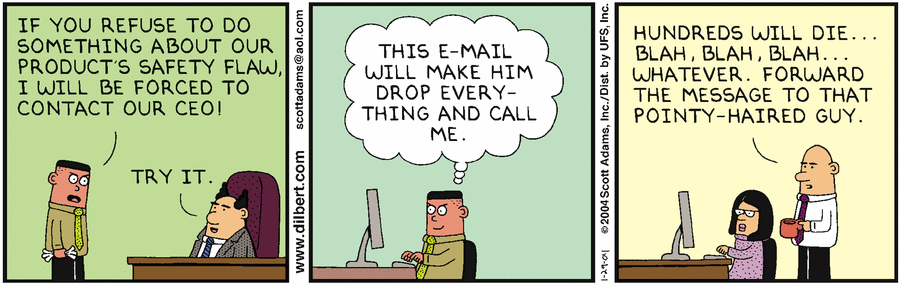 IF YOU REFUSE TO DO
SOMETHING ABOUT OUR
PRODUCT'S SAFETY FLAW,
I WILL BE FORCED TO
CONTACT OUR CEO!
TRY IT.
www.dilbert.com
scottadams@aol.com
THIS E-MAIL
WILL MAKE HIM
DROP EVERY-
THING AND CALL
ME.
© 2004 Scott Adams, Inc./Dist. by UFS, Inc.
HUNDREDS WILL DIE...
BLAH, BLAH, BLAH...
WHATEVER. FORWARD
THE MESSAGE TO THAT
POINTY-HAIRED GUY.